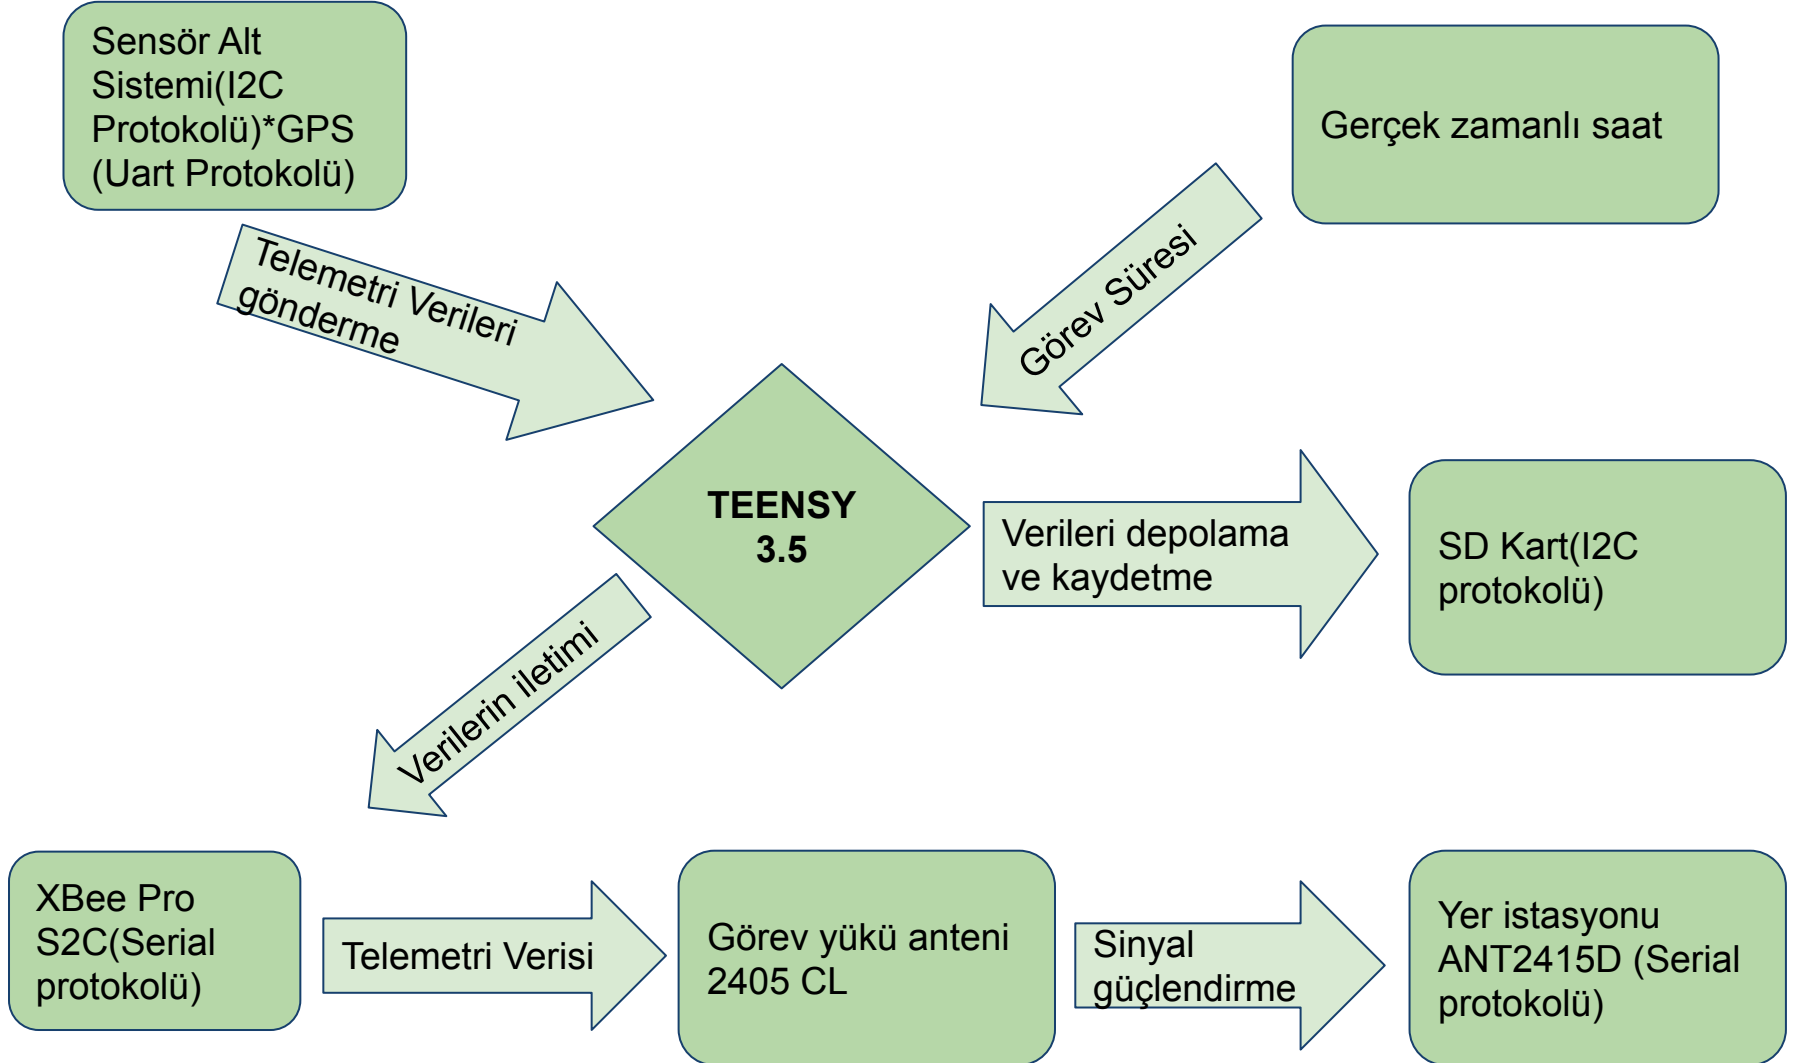 Sensör Alt
Sistemi(I2C
Protokolü)*GPS
(Uart Protokolü)
Gerçek zamanlı saat
Telemetri Verileri
gönderme
Görev Süresi
TEENSY
3.5
Verileri depolama
ve kaydetme
SD Kart(I2C
protokolü)
Verilerin iletimi
XBee Pro
S2C(Serial
protokolü)
Telemetri Verisi
Görev yükü anteni
2405 CL
Sinyal
güçlendirme
Yer istasyonu
ANT2415D (Serial
protokolü)